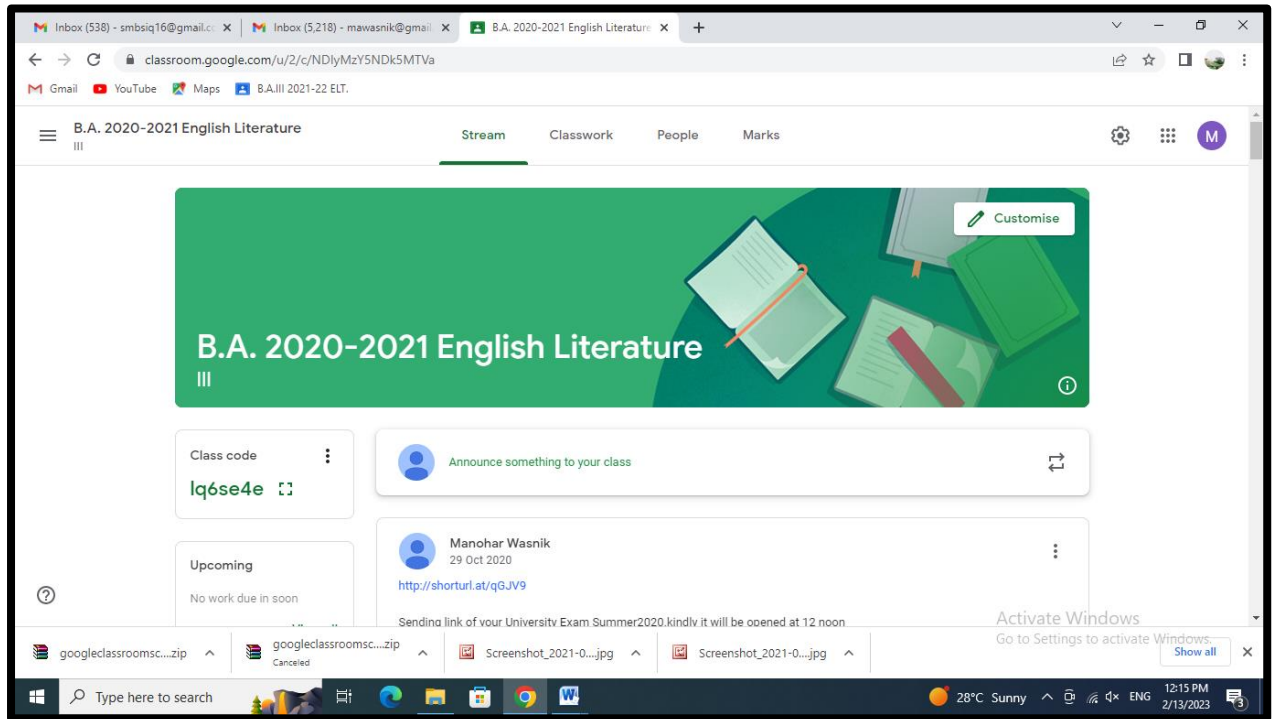 Inbox (538) - smbsiq16@gmail.cc
Inbox (5,218) - mawasnik@gmail
B.A. 2020-2021 English Literature
classroom.google.com/u/2/c/NDIyMzY5NDk5MTVa
Gmail
YouTube
Maps
B.A.III 2021-22 ELT.
B.A. 2020-2021 English Literature
III
Stream
Classwork
People
Marks
M
Customise
B.A. 2020-2021 English Literature
III
Class code
lq6se4e
Announce something to your class
Manohar Wasnik
29 Oct 2020
http://shorturl.at/qGJV9
Sending link of your University Exam Summer2020.kindly it will be opened at 12 noon
Upcoming
No work due in soon
Activate Windows
Go to Settings to activate Windows.
googleclassroomsc....zip
googleclassroomsc....zip
Canceled
Screenshot_2021-0....jpg
Screenshot_2021-0....jpg
Show all
Type here to search
28°C Sunny
ENG
12:15 PM
2/13/2023
3